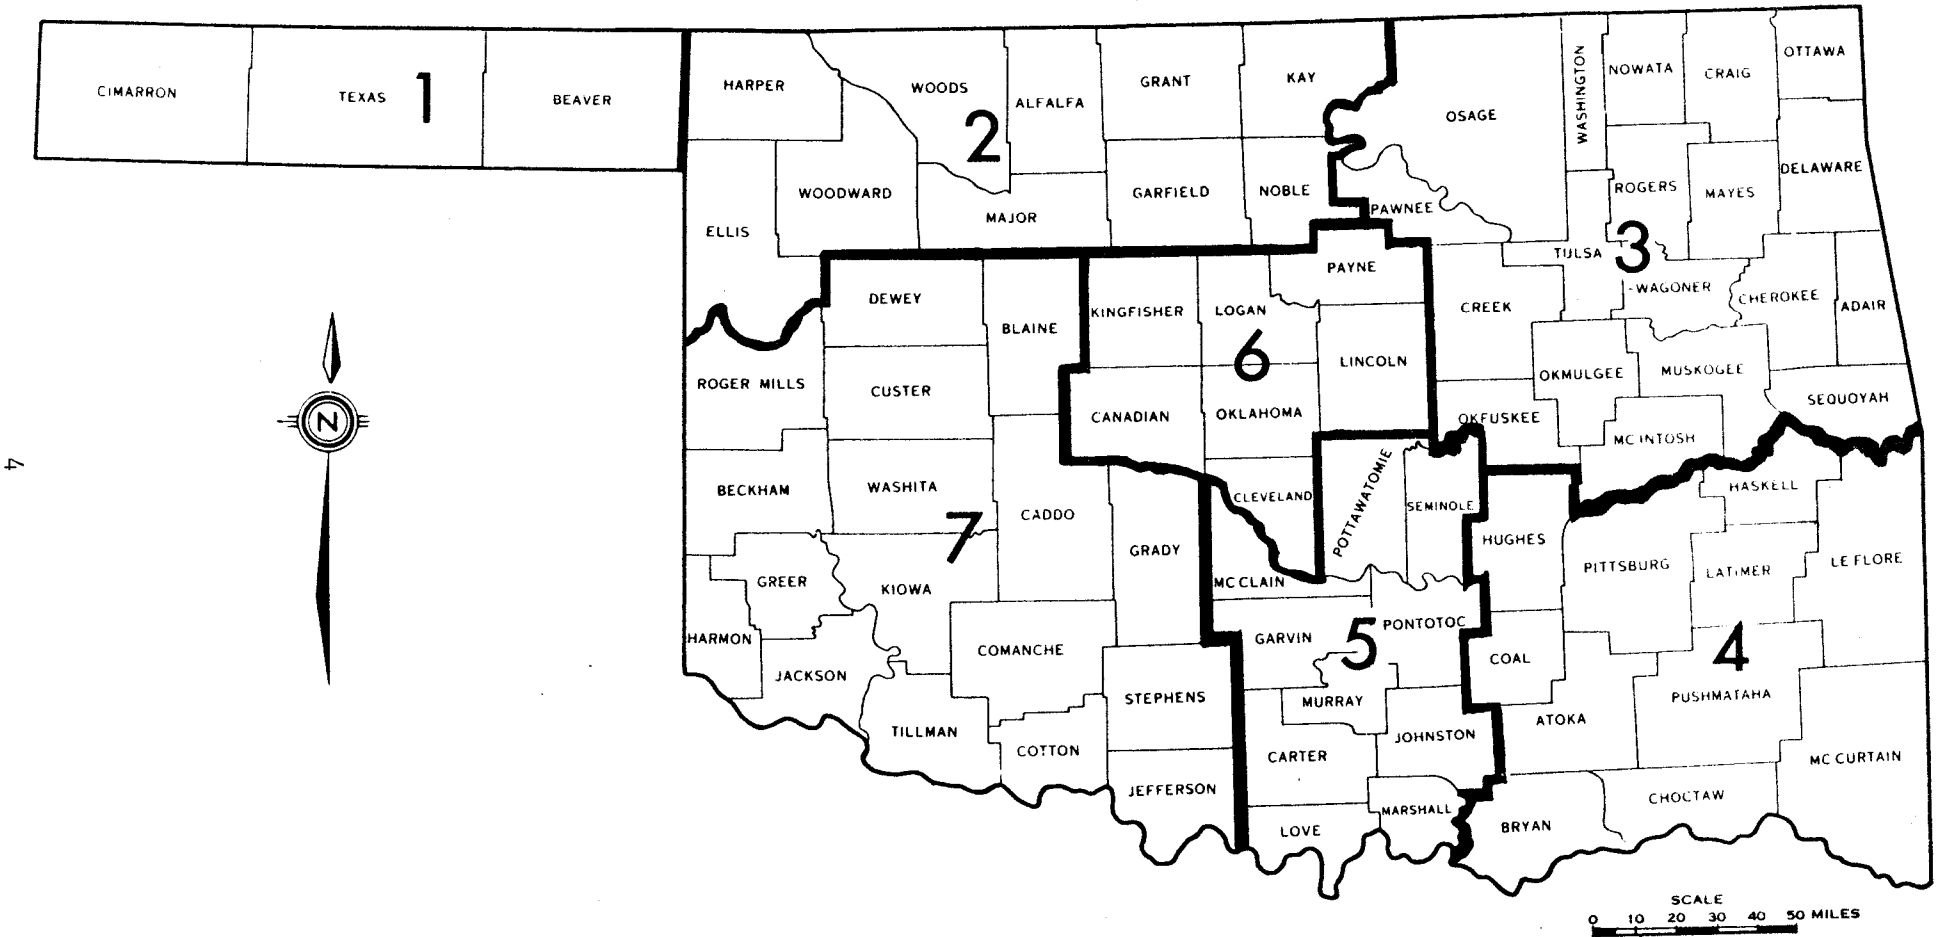 CIMARRON
TEXAS
1
BEAVER
HARPER
WOODS
2
ALFALFA
GRANT
KAY
OSAGE
WASHINGTON
NOWATA
CRAIG
OTTAWA
ELLIS
WOODWARD
MAJOR
GARFIELD
NOBLE
PAWNEE
ROGERS
MAYES
DELAWARE
TULSA
3
DEWEY
BLAINE
KINGFISHER
LOGAN
PAYNE
CREEK
WAGONER
CHEROKEE
ADAIR
6
LINCOLN
ROGER MILLS
CUSTER
CANADIAN
OKLAHOMA
OKFUSKEE
OKMULGEE
MUSKOGEE
SEQUOYAH
MC INTOSH
4
N
BECKHAM
WASHITA
7
CADDO
GRADY
CLEVELAND
POTTAWATOMIE
SEMINOLE
HUGHES
HASKELL
GREER
KIOWA
MC CLAIN
PITTSBURG
LATIMER
LE FLORE
HARMON
JACKSON
COMANCHE
GARVIN
5
PONTOTOC
COAL
4
STEPHENS
MURRAY
PUSHMATAHA
TILLMAN
COTTON
CARTER
JOHNSTON
ATOKA
MC CURTAIN
JEFFERSON
LOVE
MARSHALL
BRYAN
CHOCTAW
SCALE
0 10 20 30 40 50 MILES